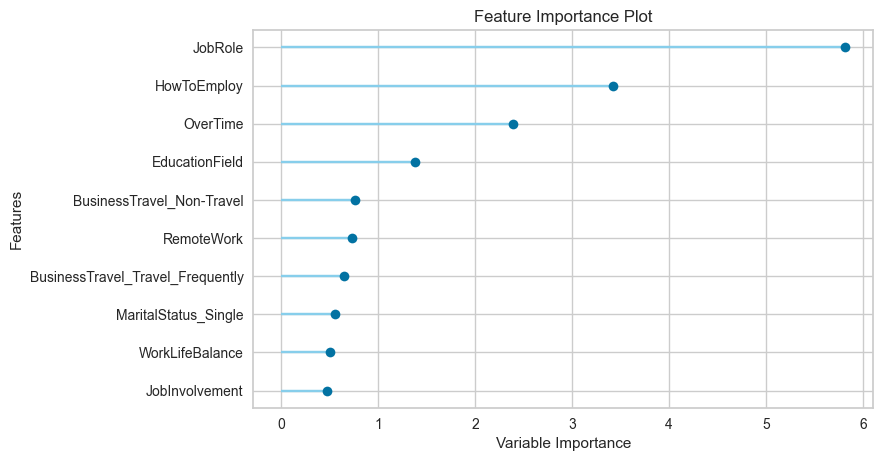 Feature Importance Plot
JobRole
HowToEmploy
OverTime
EducationField
BusinessTravel_Non-Travel
RemoteWork
BusinessTravel_Travel_Frequently
MaritalStatus_Single
WorkLifeBalance
JobInvolvement
Features
0 1 2 3 4 5 6
Variable Importance